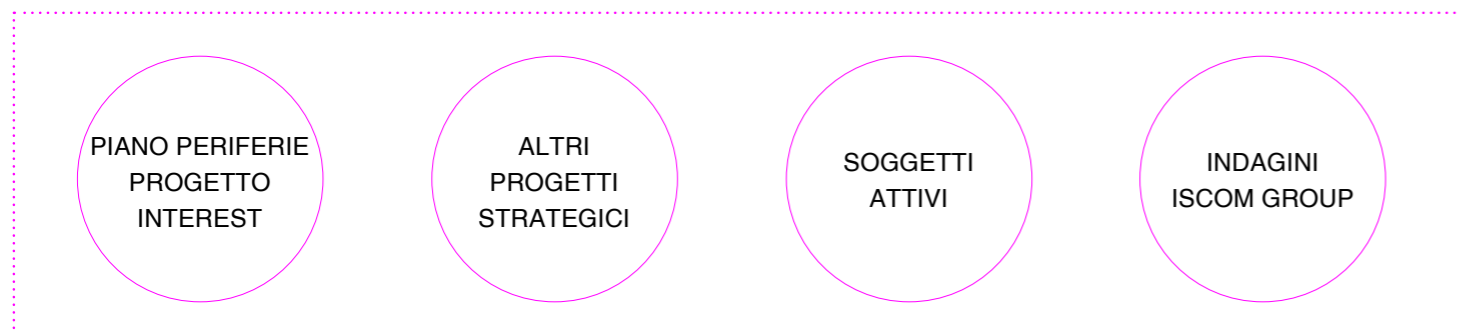 PIANO PERIFERIE
PROGETTO
INTEREST
ALTRI
PROGETTI
STRATEGICI
SOGGETTI
ATTIVI
INDAGINI
ISCOM GROUP